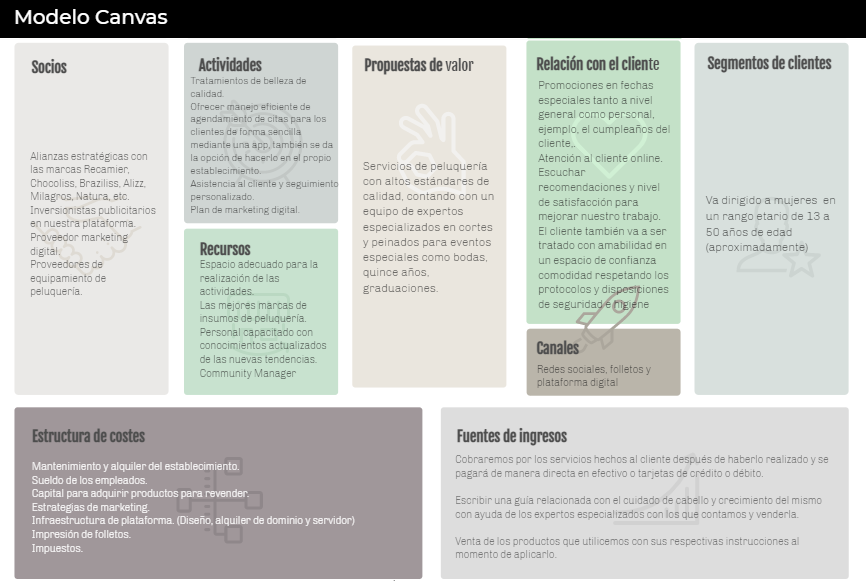 Modelo Canvas
Socios
Alianzas estratégicas con
las marcas Recamier,
Chocoliss, Braziliss, Alizz,
Milagros, Natura, etc.
Inversionistas publicitarios
en nuestra plataforma.
Proveedor marketing
digital.
Proveedores de
equipamiento de
peluquería.
Actividades
Tratamientos de belleza de
calidad.
Ofrecer manejo eficiente de
agendamiento de citas para los
clientes de forma sencilla
mediante una app, también se da
la opción de hacerlo en el propio
establecimiento.
Asistencia al cliente y seguimiento
personalizado.
Plan de marketing digital.
Recursos
Espacio adecuado para la
realización de las
actividades.
Las mejores marcas de
insumos de peluquería.
Personal capacitado con
conocimientos actualizados
de las nuevas tendencias.
Community Manager
Propuestas de valor
Servicios de peluquería
con altos estándares de
calidad, contando con un
equipo de expertos
especializados en cortes
y peinados para eventos
especiales como bodas,
quince años,
graduaciones.
Relación con el cliente
Promociones en fechas
especiales tanto a nivel
general como personal,
ejemplo, el cumpleaños del
cliente..
Atención al cliente online.
Escuchar
recomendaciones y nivel
de satisfacción para
mejorar nuestro trabajo.
El cliente también va a ser
tratado con amabilidad en
un espacio de confianza
comodidad respetando los
protocolos y disposiciones
de seguridad e higiene
Canales
Redes sociales, folletos y
plataforma digital
Segmentos de clientes
Va dirigido a mujeres en
un rango etario de 13 a
50 años de edad
(aproximadamente)
Estructura de costes
Mantenimiento y alquiler del establecimiento.
Sueldo de los empleados.
Capital para adquirir productos para revender.
Estrategias de marketing.
Infraestructura de plataforma. (Diseño, alquiler de dominio y servidor)
Impresión de folletos.
Impuestos.
Fuentes de ingresos
Cobraremos por los servicios hechos al cliente después de haberlo realizado y se
pagará de manera directa en efectivo o tarjetas de crédito o débito.
Escribir una guía relacionada con el cuidado de cabello y crecimiento del mismo
con ayuda de los expertos especializados con los que contamos y venderla.
Venta de los productos que utilicemos con sus respectivas instrucciones al
momento de aplicarlo.